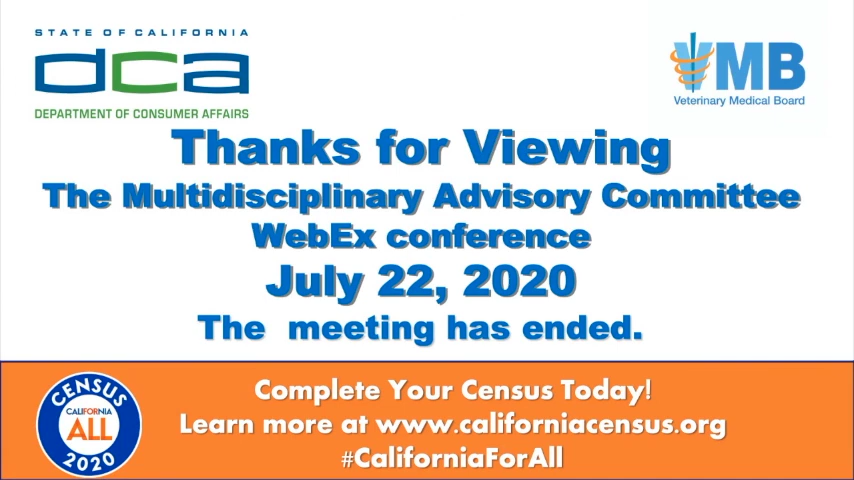 STATE OF CALIFORNIA
dca
DEPARTMENT OF CONSUMER AFFAIRS
VMB
Veterinary Medical Board
Thanks for Viewing
The Multidisciplinary Advisory Committee
WebEx conference
July 22, 2020
The meeting has ended.
CENSUS
CALIFORNIA
ALL
2020
Complete Your Census Today!
Learn more at www.californiacensus.org
#CaliforniaForAll